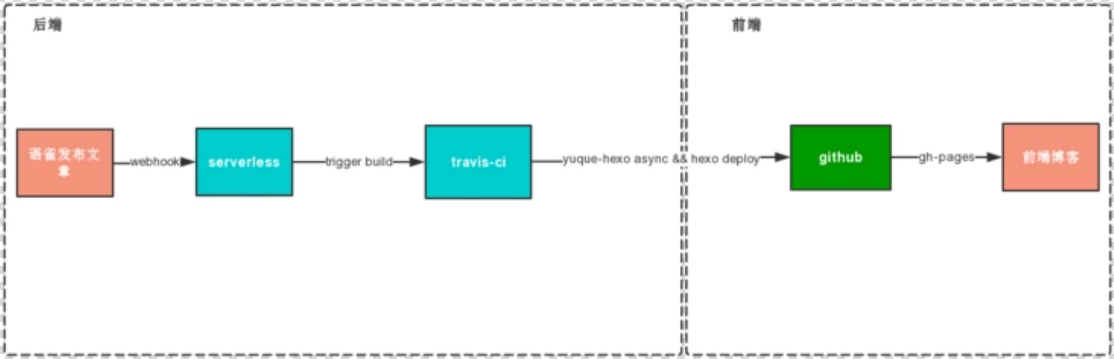 后端
前端
语雀发布文
章
webhook
serverless
trigger build
travis-ci
yuque-hexo async && hexo deploy
github
gh-pages
前端博客